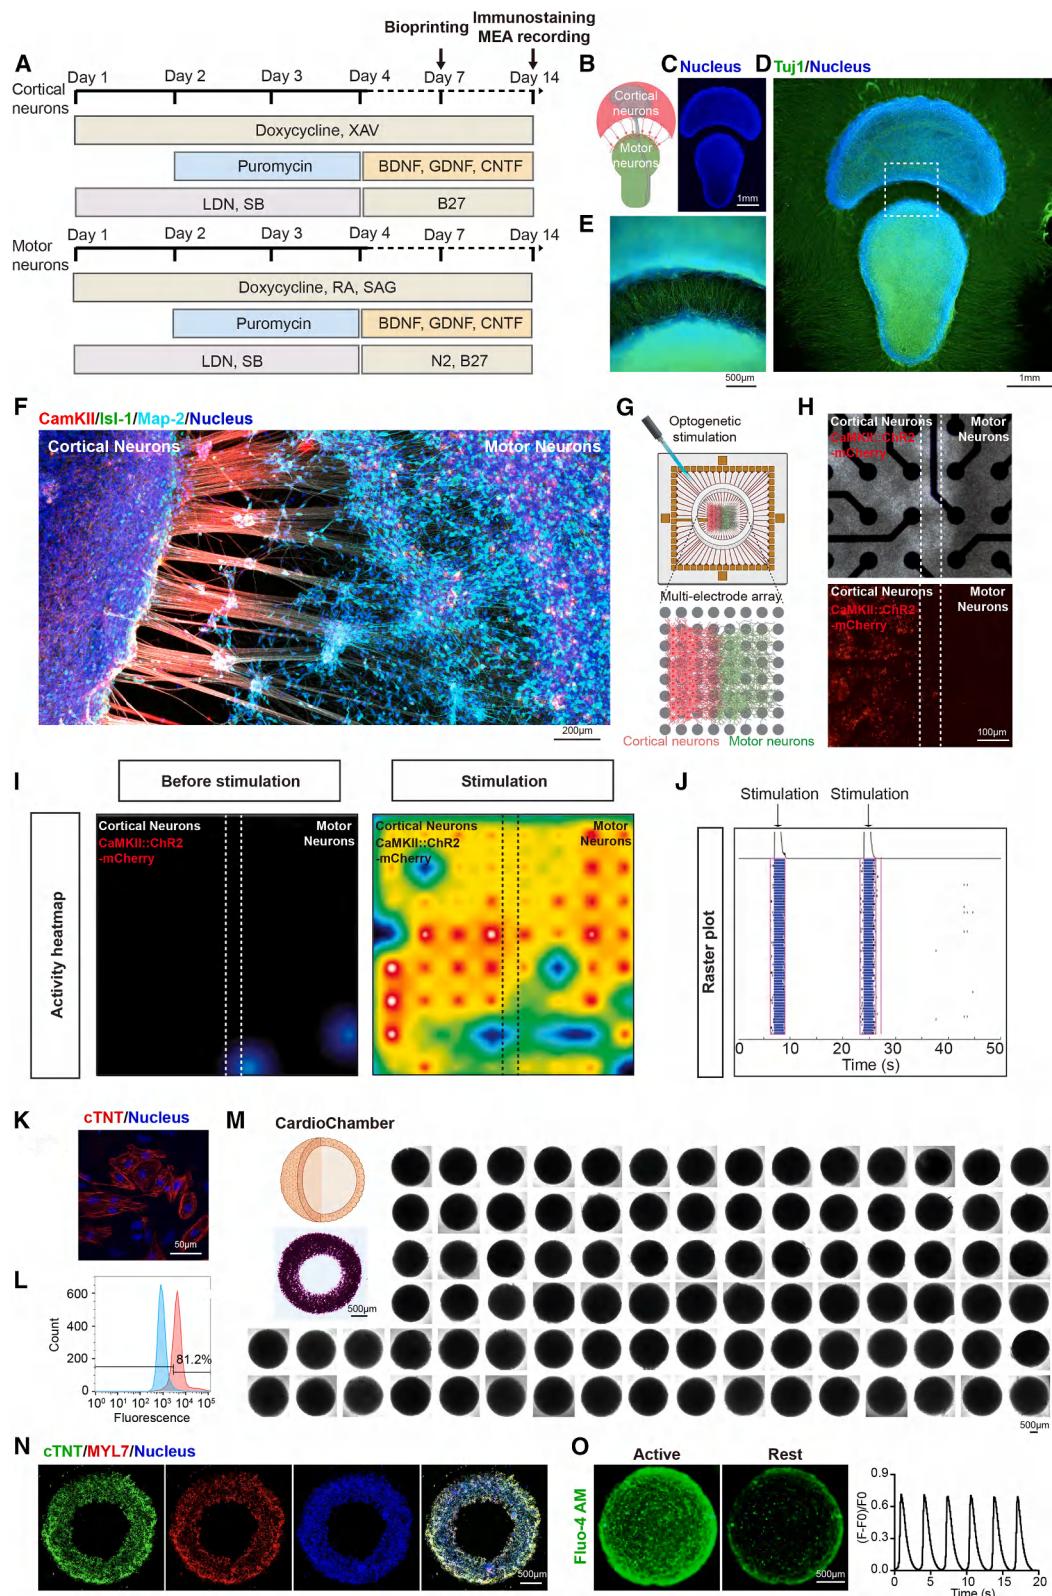 Bioprinting
Immunostaining
MEA recording
A
Day 1 Day 2 Day 3 Day 4 Day 7 Day 14
Cortical
neurons
Doxycycline, XAV
Puromycin
BDNF, GDNF, CNTF
LDN, SB
B27
Day 1 Day 2 Day 3 Day 4 Day 7 Day 14
Motor
neurons
Doxycycline, RA, SAG
Puromycin
BDNF, GDNF, CNTF
LDN, SB
N2, B27
B
Cortical
neurons
Motor
neurons
C Nucleus
1mm
D Tuj1/Nucleus
1mm
E
500μm
F
CamKII/Isl-1/Map-2/Nucleus
Cortical Neurons
Motor Neurons
200μm
G
Optogenetic
stimulation
Multi-electrode array
Cortical neurons Motor neurons
H
Cortical Neurons Motor
Neurons
CaMKII::ChR2
-mCherry
Cortical Neurons Motor
Neurons
CaMKII::ChR2
-mCherry
100μm
I
Before stimulation
Stimulation
Activity heatmap
Cortical Neurons Motor
Neurons
CaMKII::ChR2
-mCherry
Cortical Neurons Motor
Neurons
CaMKII::ChR2
-mCherry
J
Stimulation Stimulation
Raster plot
0 10 20 30 40 50
Time (s)
K
cTNT/Nucleus
50μm
L
Count
600
400
200
0
81.2%
10⁰ 10¹ 10² 10³ 10⁴ 10⁵
Fluorescence
M CardioChamber
500μm
500μm
N cTNT/MYL7/Nucleus
500μm
O
Active Rest
Fluo-4 AM
500μm
(F-F0)/F0
0.9
0.6
0.3
0.0
0 5 10 15 20
Time (s)